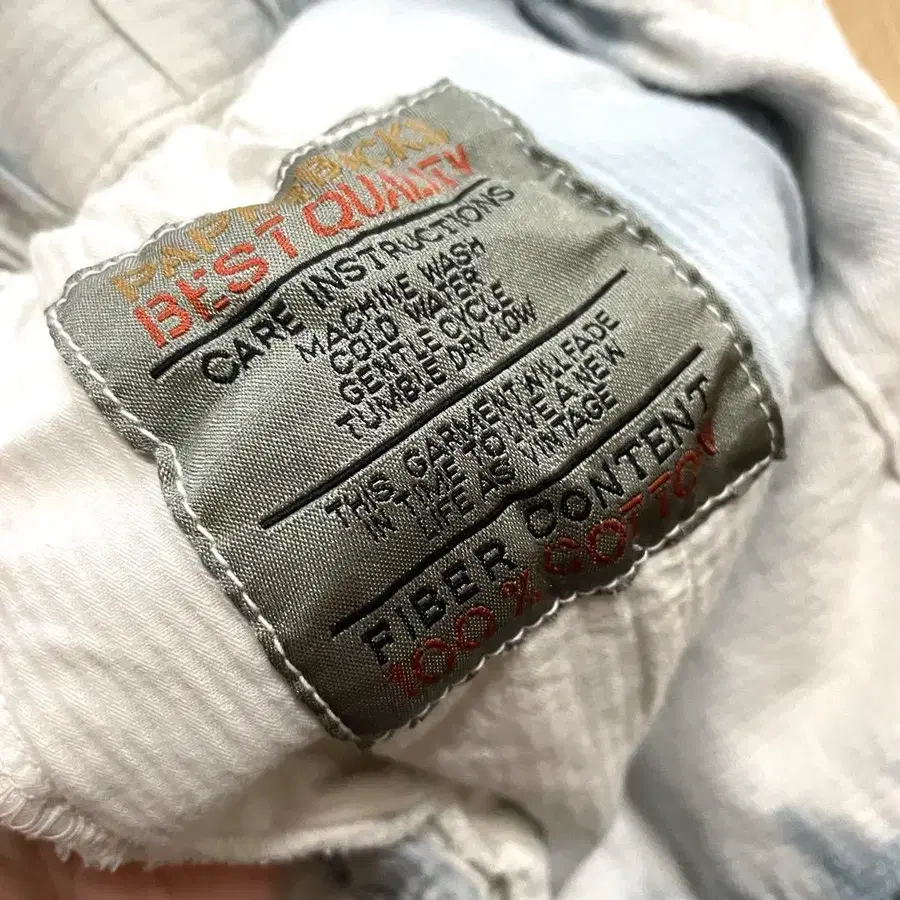 BEST QUALITY
CARE INSTRUCTIONS
MACHINE WASH
COLD WATER
GENTLE CYCLE
TUMBLE DRY LOW
THIS GARMENT WILL FADE
IN TIME TO LIVE A NEW
LIFE AS VINTAGE
FIBER CONTENT
100% COTTON